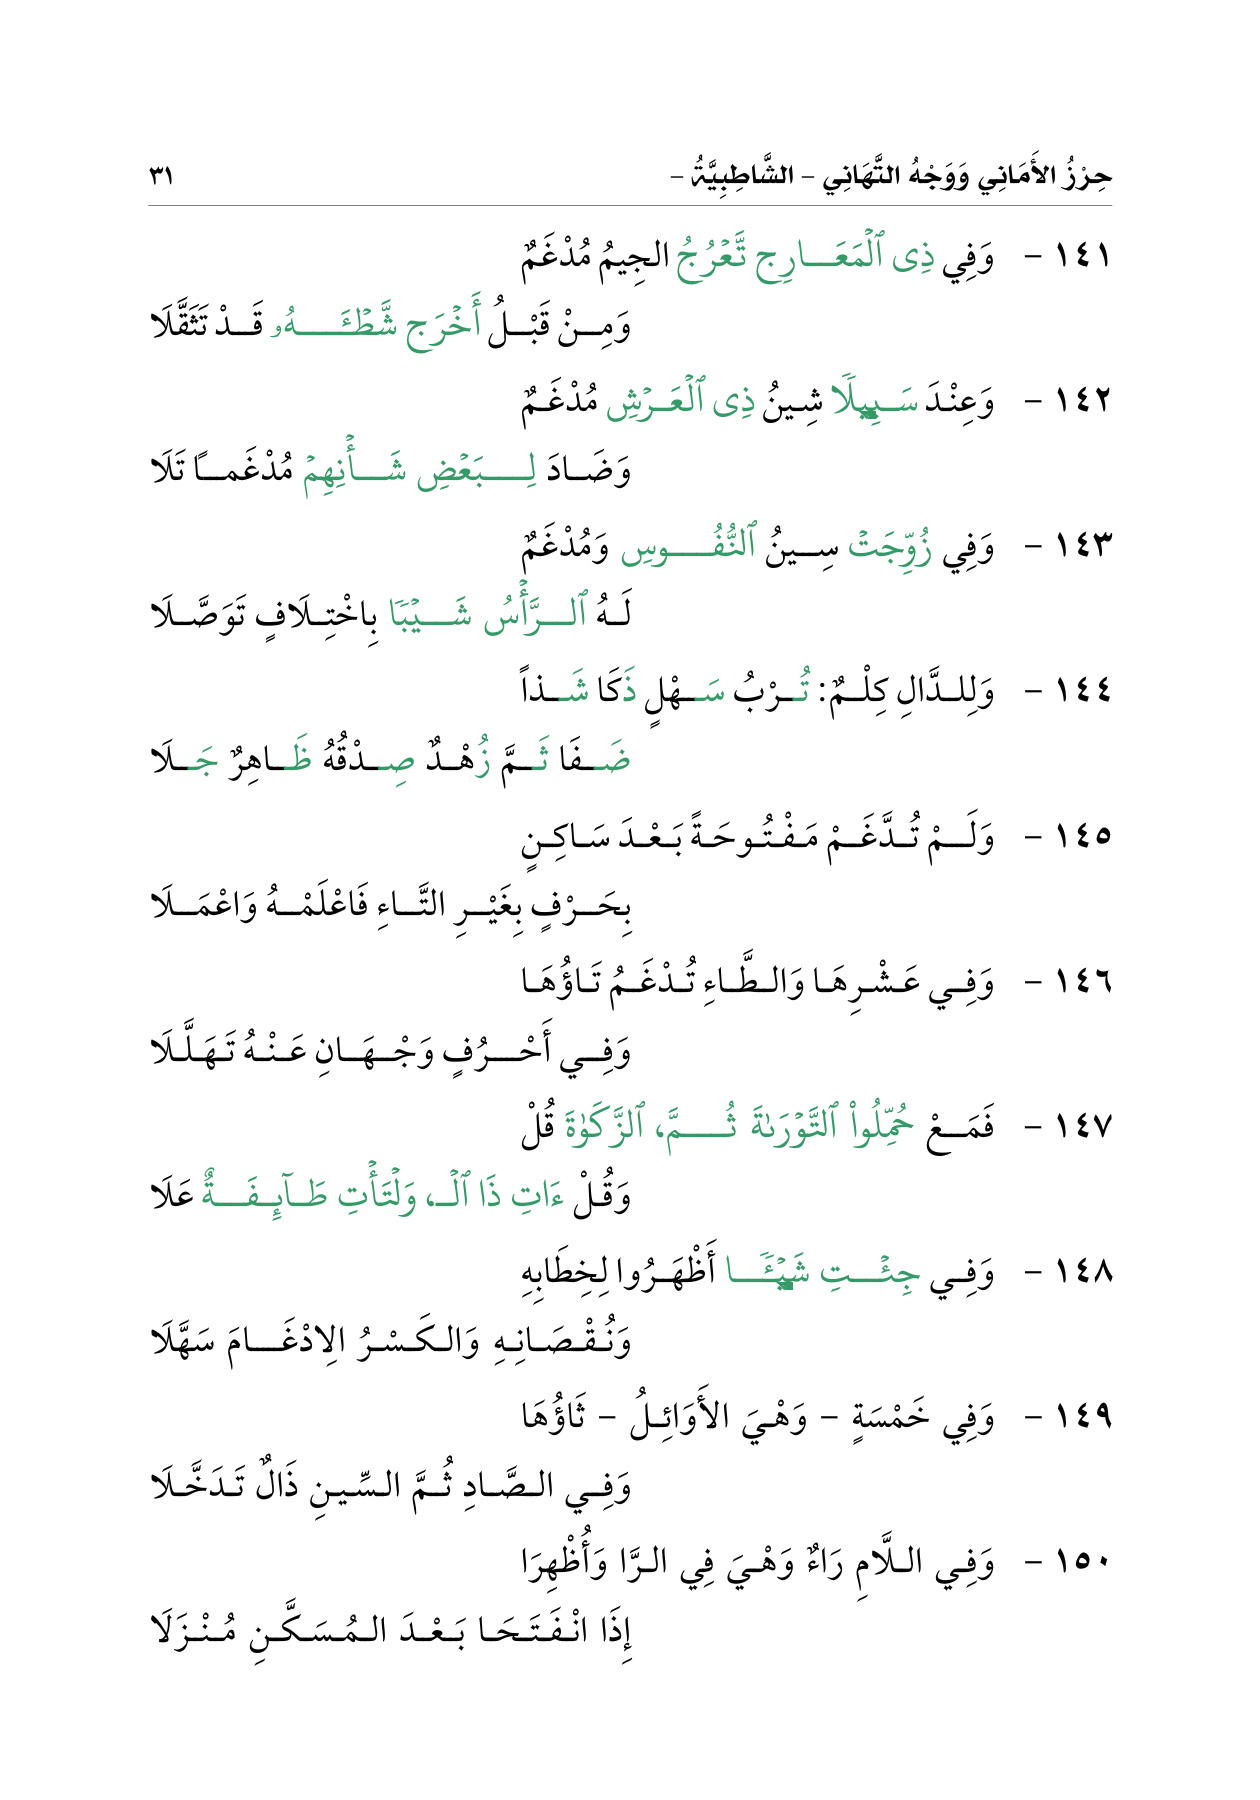 حِرْزُ الأَمَانِي وَوَجْهُ التَّهَانِي – الشَّاطِبِيَّةُ – ٣١
١٤١ – وَفِي ذِى ٱلْمَعَارِجِ تَّعْرُجُ الجِيمُ مُدْغَمٌ
وَمِنْ قَبْلُ أَخْرَجَ شَّطْـَٔهُۥ قَدْ تَثَقَّلَا
١٤٢ – وَعِنْدَ سَبِيلًا شِينُ ذِى ٱلْعَرْشِ مُدْغَمٌ
وَضَادَ لِبَعْضِ شَأْنِهِمْ مُدْغَمًا تَلَا
١٤٣ – وَفِي زُوِّجَتْ سِينُ ٱلنُّفُوسِ وَمُدْغَمٌ
لَهُ ٱلرَّأْسُ شَيْبًا بِاخْتِلَافٍ تَوَصَّلَا
١٤٤ – وَلِلدَّالِ كِلْمٌ: تُرْبُ سَهْلٍ ذَكَا شَذاً
ضَفَا ثَمَّ زُهْدٌ صِدْقُهُ ظَاهِرٌ جَلَا
١٤٥ – وَلَمْ تُدَّغَمْ مَفْتُوحَةً بَعْدَ سَاكِنٍ
بِحَرْفٍ بِغَيْرِ التَّاءِ فَاعْلَمْهُ وَاعْمَلَا
١٤٦ – وَفِي عَشْرِهَا وَالطَّاءِ تُدْغَمُ تَاؤُهَا
وَفِي أَحْرُفٍ وَجْهَانِ عَنْهُ تَهَلَّلَا
١٤٧ – فَمَعْ حُمِّلُوا۟ ٱلتَّوْرَىٰةَ ثُمَّ، ٱلزَّكَوٰةَ قُلْ
وَقُلْ ءَاتِ ذَا ٱلْـ، وَلْتَأْتِ طَآئِفَةٌ عَلَا
١٤٨ – وَفِي جِئْتِ شَيْـًٔا أَظْهَرُوا لِخِطَابِهِ
وَنُقْصَانِهِ وَالكَسْرُ الِادْغَامَ سَهَّلَا
١٤٩ – وَفِي خَمْسَةٍ – وَهْيَ الأَوَائِلُ – ثَاؤُهَا
وَفِي الصَّادِ ثُمَّ السِّينِ ذَالٌ تَدَخَّلَا
١٥٠ – وَفِي اللَّامِ رَاءٌ وَهْيَ فِي الرَّا وَأُظْهِرَا
إِذَا انْفَتَحَا بَعْدَ المُسَكَّنِ مُنْزَلَا